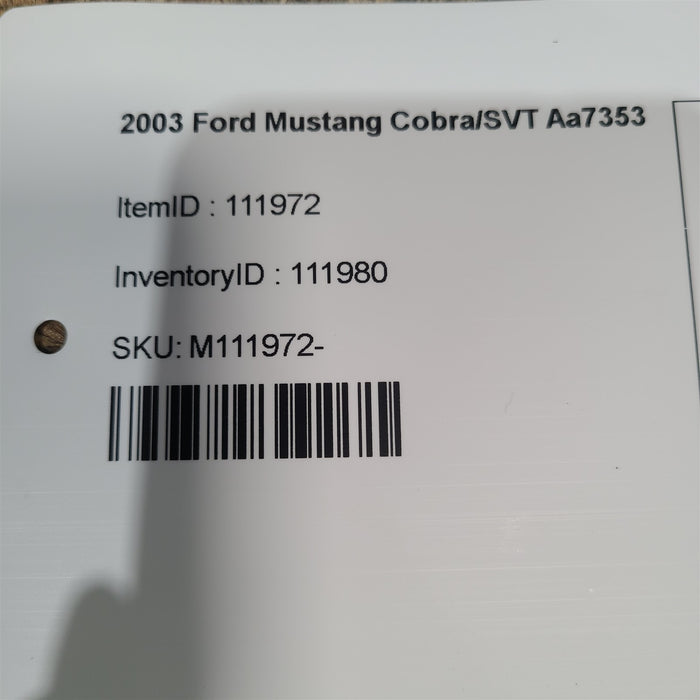 2003 Ford Mustang Cobra/SVT Aa7353
ItemID : 111972
InventoryID : 111980
SKU: M111972-